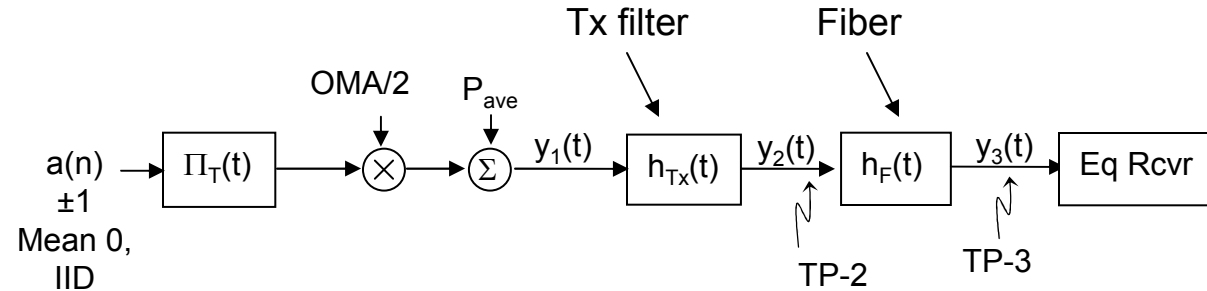 Tx filter
Fiber
OMA/2
P_ave
a(n)
±1
Mean 0,
IID
Π_T(t)
×
Σ
y_1(t)
h_Tx(t)
y_2(t)
h_F(t)
y_3(t)
Eq Rcvr
TP-2
TP-3